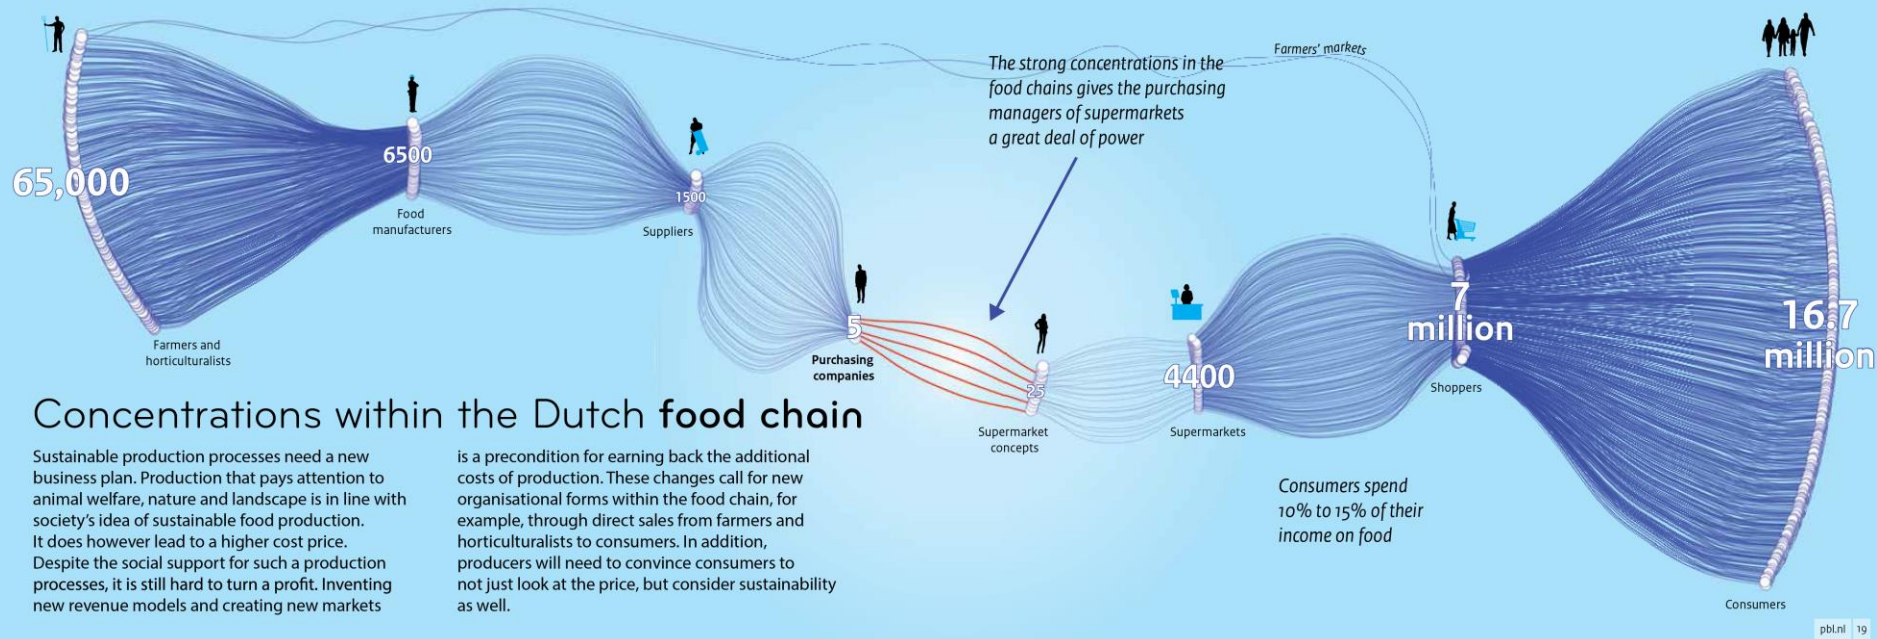 65,000
Farmers and
horticulturalists
6500
Food
manufacturers
1500
Suppliers
5
Purchasing
companies
The strong concentrations in the
food chains gives the purchasing
managers of supermarkets
a great deal of power
25
Supermarket
concepts
4400
Supermarkets
Farmers' markets
7
million
Shoppers
16.7
million
Consumers
Consumers spend
10% to 15% of their
income on food
Concentrations within the Dutch food chain
Sustainable production processes need a new
business plan. Production that pays attention to
animal welfare, nature and landscape is in line with
society's idea of sustainable food production.
It does however lead to a higher cost price.
Despite the social support for such a production
processes, it is still hard to turn a profit. Inventing
new revenue models and creating new markets
is a precondition for earning back the additional
costs of production. These changes call for new
organisational forms within the food chain, for
example, through direct sales from farmers and
horticulturalists to consumers. In addition,
producers will need to convince consumers to
not just look at the price, but consider sustainability
as well.
pbl.nl 19